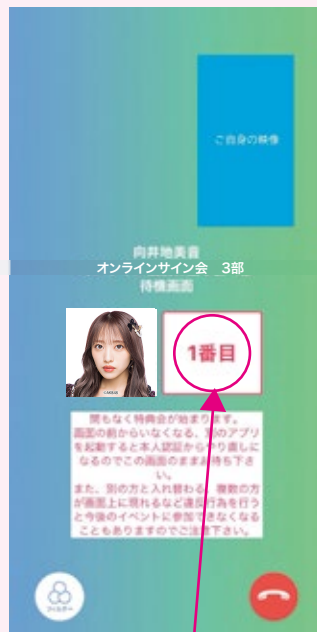 ご自身の映像
向井地美音
オンラインサイン会　3部
待機画面
1番目
間もなく特典会が始まります。
画面の前からいなくなる、別のアプリ
を起動すると本人認証からやり直しに
なるのでこの画面のままお待ち下さ
い。
また、別の方と入れ替わる、複数の方
が画面上に現れるなど違反行為を行う
と今後のイベントに参加できなくなる
こともありますのでご注意下さい。
フィルター